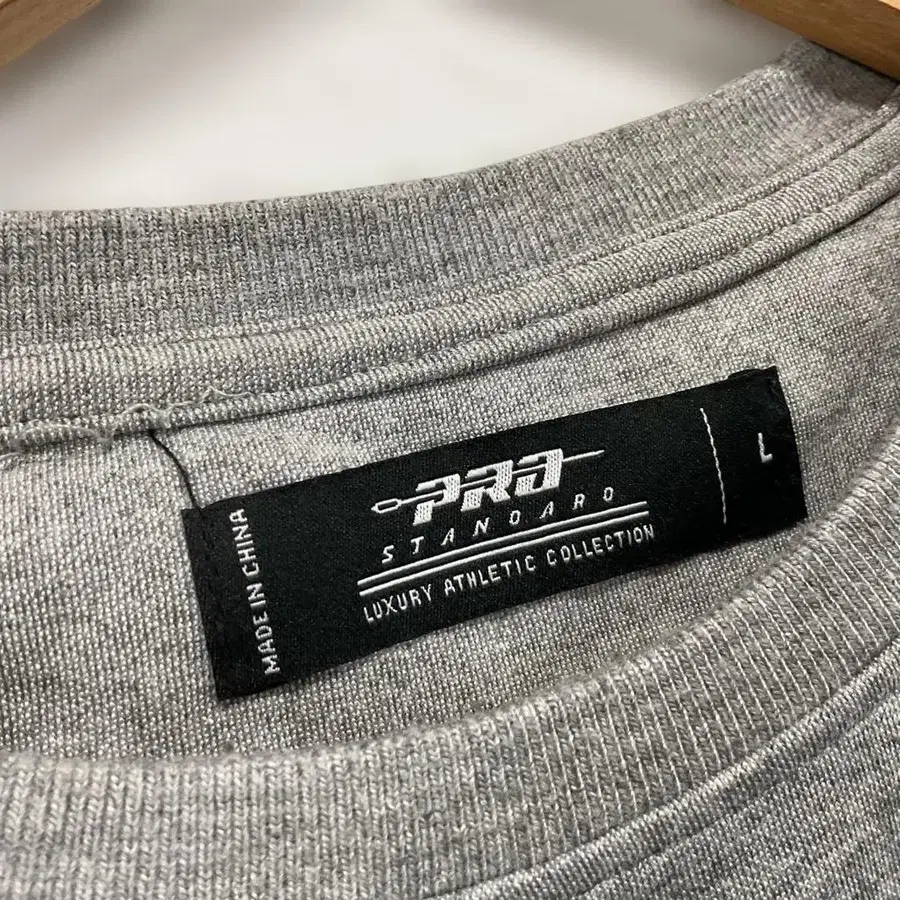 MADE IN CHINA
PRO
STANDARD
LUXURY ATHLETIC COLLECTION
L